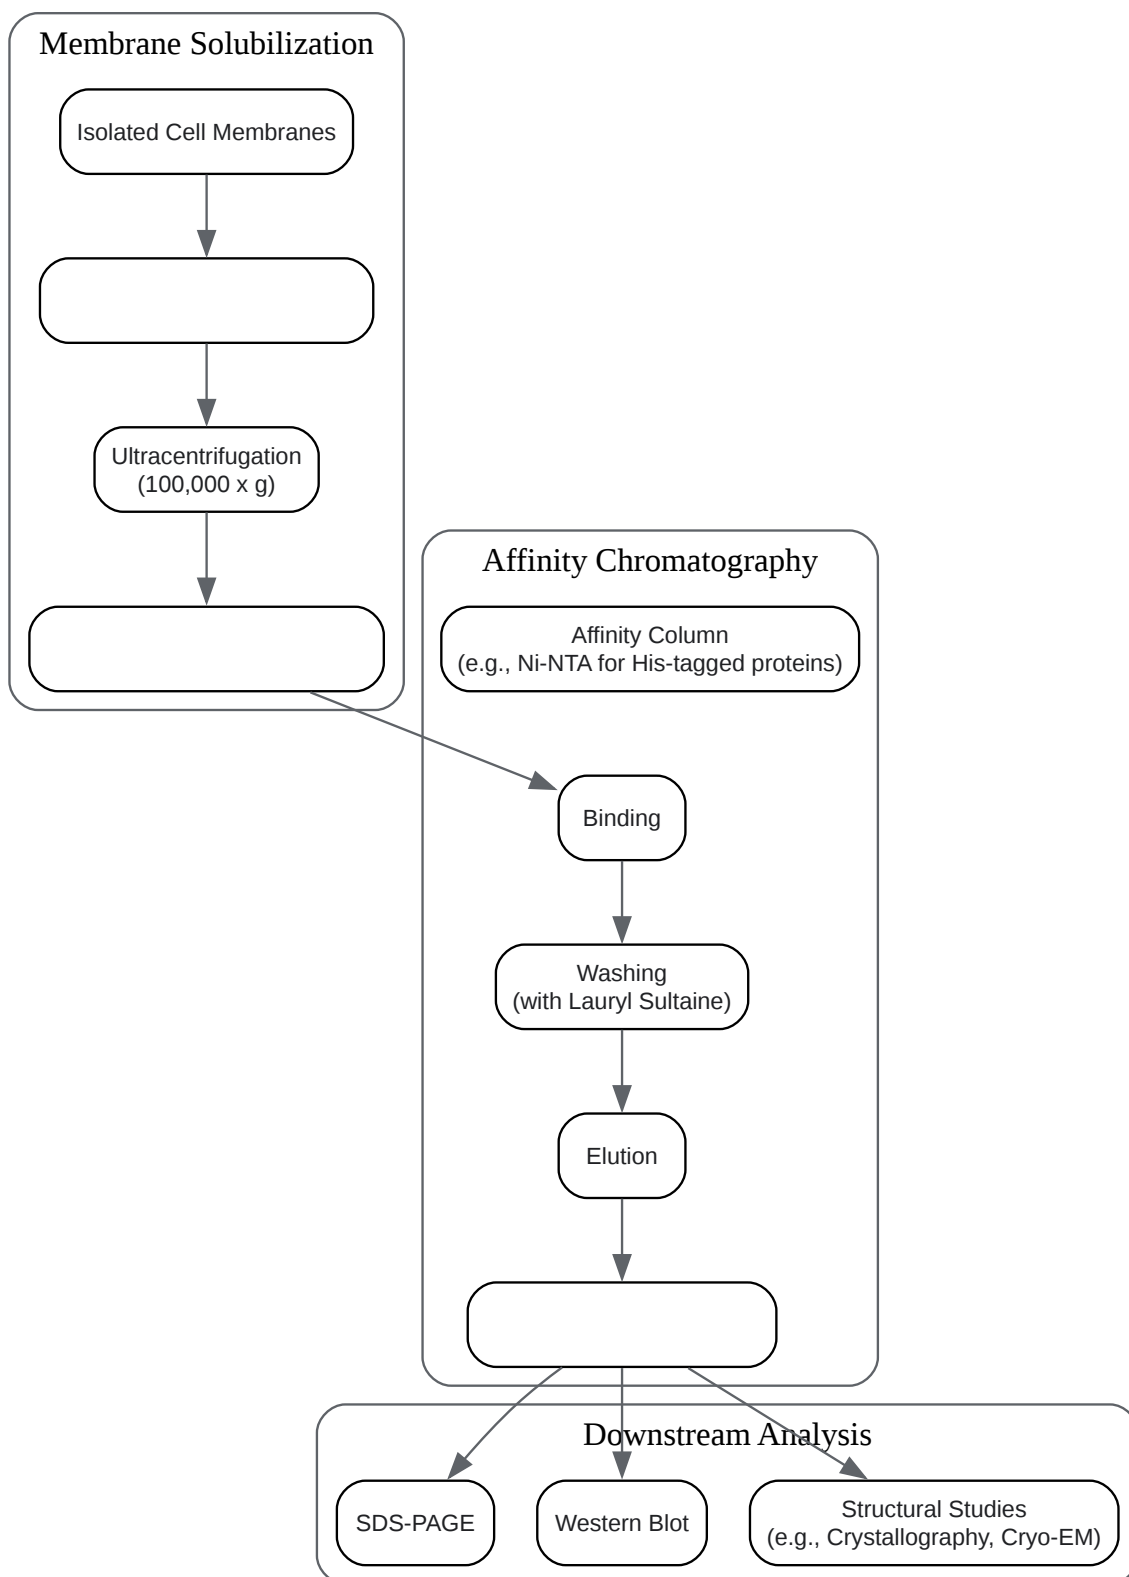 Membrane Solubilization
Isolated Cell Membranes
Ultracentrifugation
(100,000 x g)
Affinity Chromatography
Affinity Column
(e.g., Ni-NTA for His-tagged proteins)
Binding
Washing
(with Lauryl Sultaine)
Elution
Downstream Analysis
SDS-PAGE
Western Blot
Structural Studies
(e.g., Crystallography, Cryo-EM)